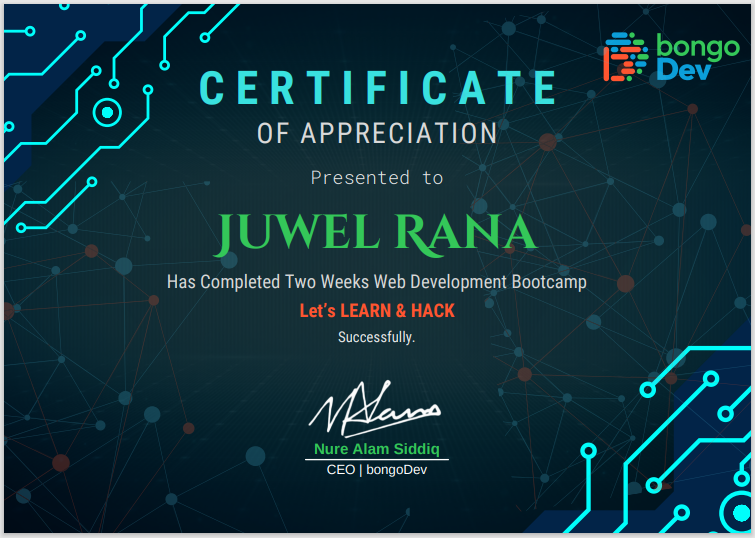 bongo
Dev
CERTIFICATE
OF APPRECIATION
Presented to
JUWEL RANA
Has Completed Two Weeks Web Development Bootcamp
Let's LEARN & HACK
Successfully.
Nure Alam Siddiq
CEO | bongoDev